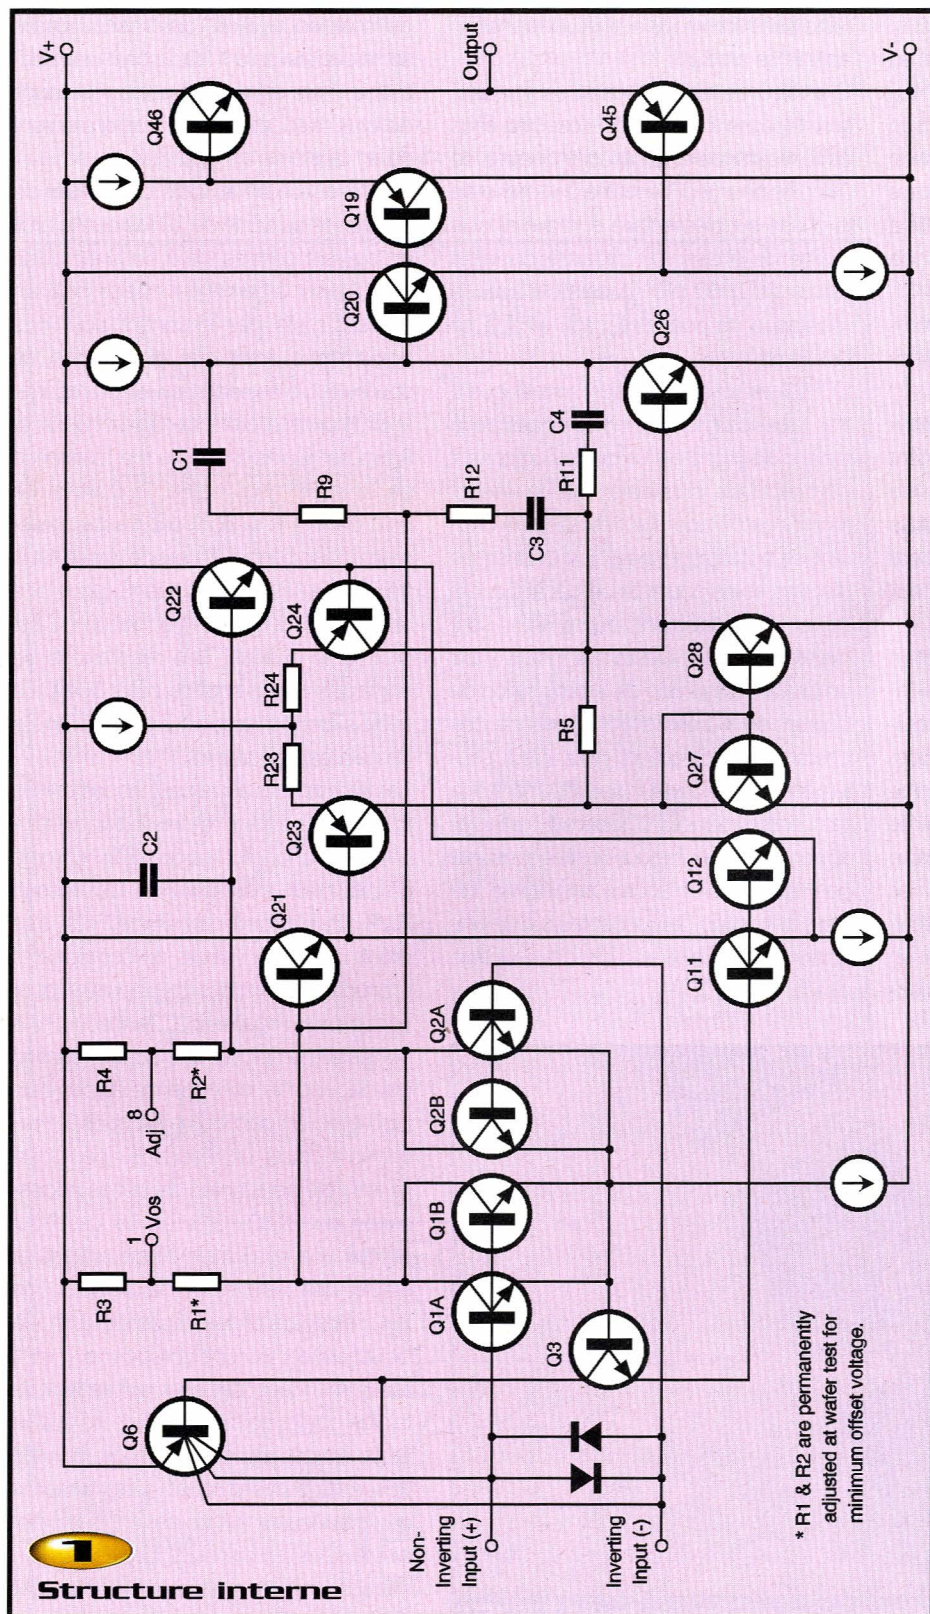 1
Structure interne
V+
Output
V-
Q46
Q45
Q19
Q20
Q26
C1
R9
R12
C3
C4
R11
Q22
Q24
R24
R23
R5
Q28
Q27
Q23
C2
Q21
Q12
Q11
R4
8
Adj
R2*
Q2A
Q2B
Q1B
Q1A
R3
1
Vos
R1*
Q3
Q6
Non-
Inverting
Input (+)
Inverting
Input (-)
* R1 & R2 are permanently
adjusted at wafer test for
minimum offset voltage.